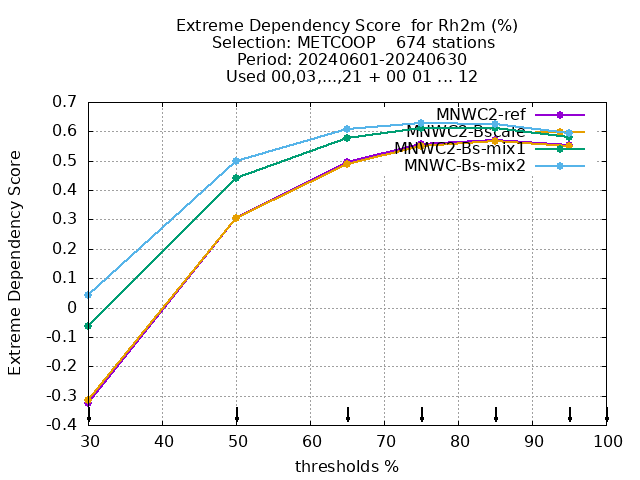 Extreme Dependency Score  for Rh2m (%)
Selection: METCOOP    674 stations
Period: 20240601-20240630
Used 00,03,...,21 + 00 01 ... 12
Extreme Dependency Score
0.7
0.6
0.5
0.4
0.3
0.2
0.1
0
-0.1
-0.2
-0.3
-0.4
MNWC2-ref
MNWC2-Bscale
MNWC2-Bs-mix1
MNWC-Bs-mix2
30 40 50 60 70 80 90 100
thresholds %